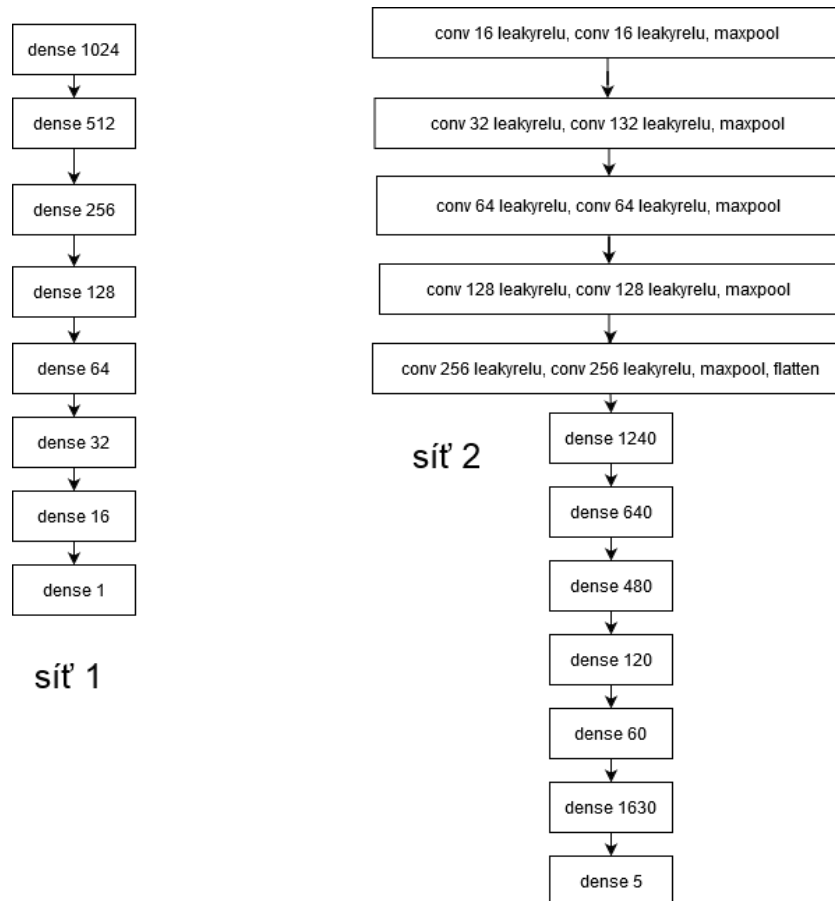 dense 1024
dense 512
dense 256
dense 128
dense 64
dense 32
dense 16
dense 1
síť 1
conv 16 leakyrelu, conv 16 leakyrelu, maxpool
conv 32 leakyrelu, conv 132 leakyrelu, maxpool
conv 64 leakyrelu, conv 64 leakyrelu, maxpool
conv 128 leakyrelu, conv 128 leakyrelu, maxpool
conv 256 leakyrelu, conv 256 leakyrelu, maxpool, flatten
síť 2
dense 1240
dense 640
dense 480
dense 120
dense 60
dense 1630
dense 5